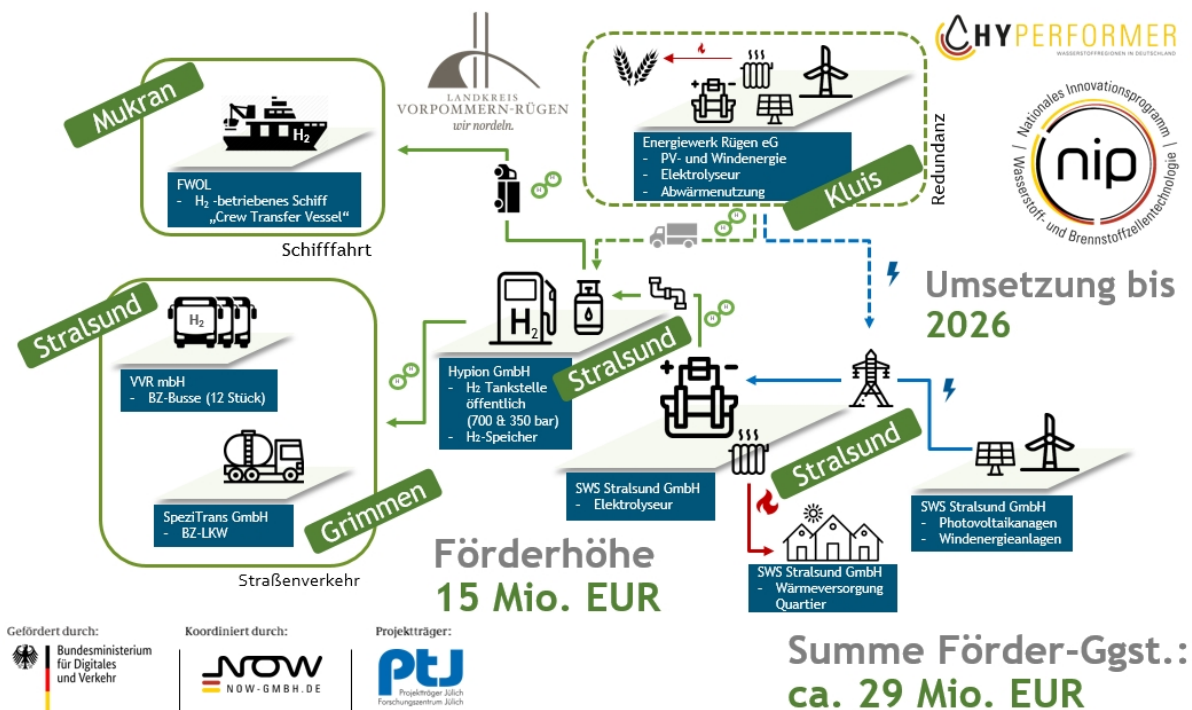 LANDKREIS
VORPOMMERN-RÜGEN
wir nordeln.
HYPERFORMER
WASSERSTOFFREGIONEN IN DEUTSCHLAND
Nationales Innovationsprogramm |
| Wasserstoff- und Brennstoffzellentechnologie
nip
Mukran
H2
FWOL
- H2 -betriebenes Schiff
„Crew Transfer Vessel“
Schifffahrt
Energiewerk Rügen eG
- PV- und Windenergie
- Elektrolyseur
- Abwärmenutzung
Kluis
Redundanz
H
H
H
H
Umsetzung bis
2026
Stralsund
H2
VVR mbH
- BZ-Busse (12 Stück)
SpeziTrans GmbH
- BZ-LKW
Grimmen
Straßenverkehr
H
H
H2
Hypion GmbH
- H2 Tankstelle
öffentlich
(700 & 350 bar)
- H2-Speicher
Stralsund
H
H
SWS Stralsund GmbH
- Elektrolyseur
Stralsund
SWS Stralsund GmbH
- Photovoltaikanagen
- Windenergieanlagen
SWS Stralsund GmbH
- Wärmeversorgung
Quartier
Förderhöhe
15 Mio. EUR
Summe Förder-Ggst.:
ca. 29 Mio. EUR
Gefördert durch:
Bundesministerium
für Digitales
und Verkehr
Koordiniert durch:
NOW
NOW-GMBH.DE
Projektträger:
PtJ
Projektträger Jülich
Forschungszentrum Jülich